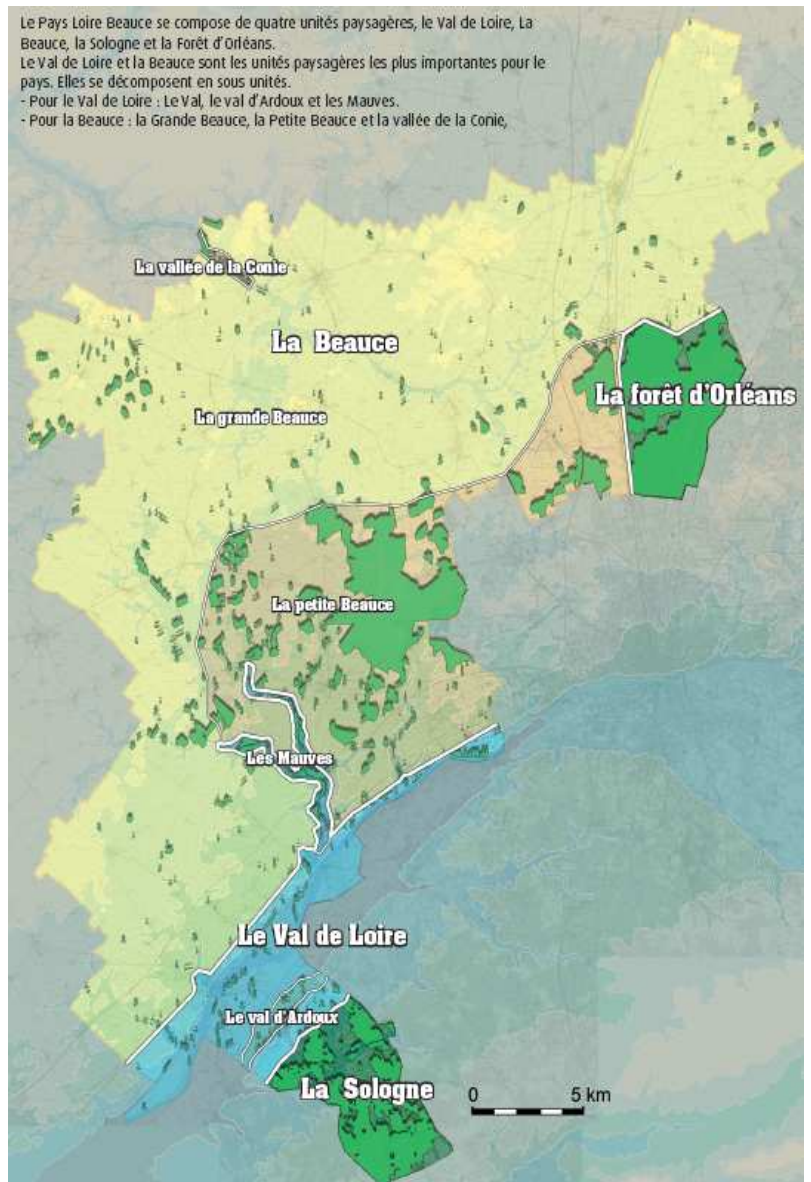 Le Pays Loire Beauce se compose de quatre unités paysagères, le Val de Loire, La
Beauce, la Sologne et la Forêt d'Orléans.
Le Val de Loire et la Beauce sont les unités paysagères les plus importantes pour le
pays. Elles se décomposent en sous unités.
- Pour le Val de Loire : Le Val, le val d'Ardoux et les Mauves.
- Pour la Beauce : la Grande Beauce, la Petite Beauce et la vallée de la Conie,
La vallée de la Conie
La Beauce
La forêt d'Orléans
La grande Beauce
La petite Beauce
Les Mauves
Le Val de Loire
Le val d'Ardoux
La Sologne
0 5 km